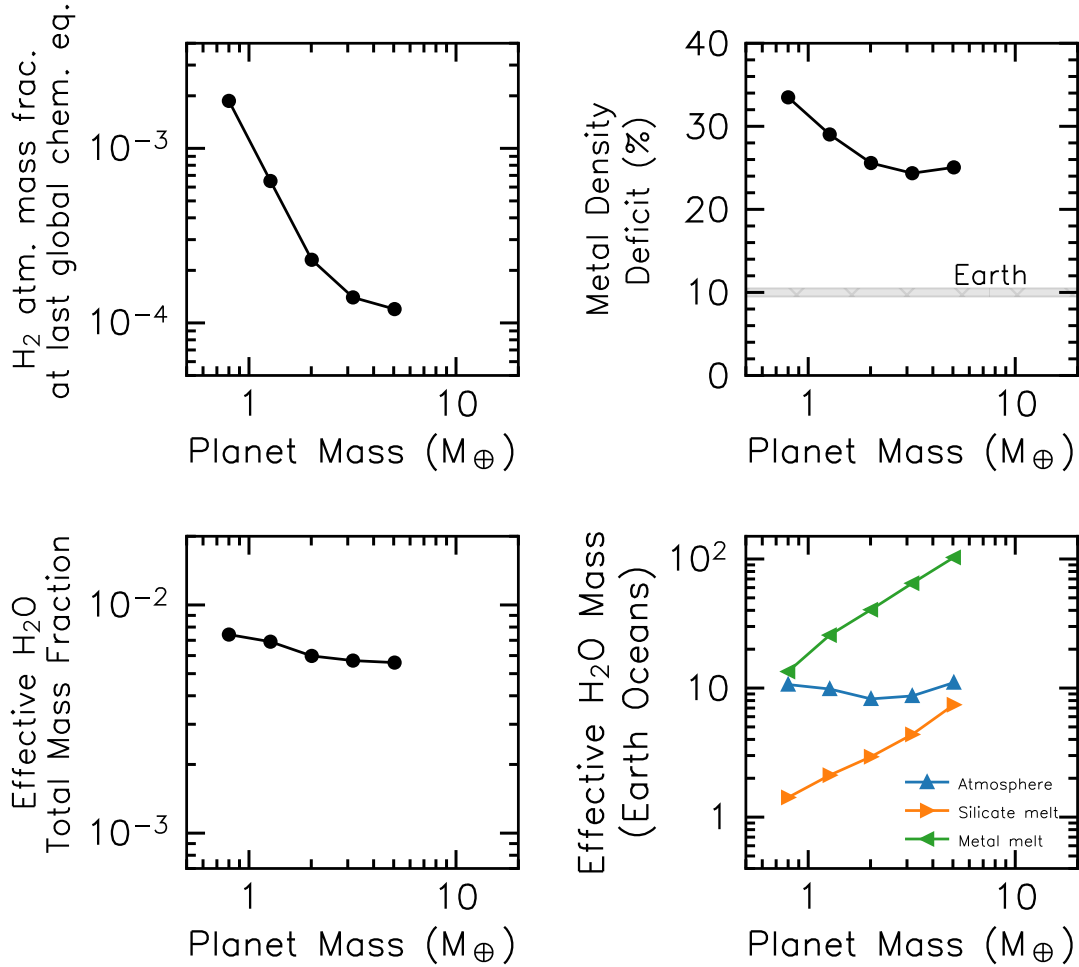 H₂ atm. mass frac.
at last global chem. eq.
10⁻³
10⁻⁴
1
10
Planet Mass (M⊕)
Metal Density
Deficit (%)
40
30
20
10
0
Earth
1
10
Planet Mass (M⊕)
Effective H₂O
Total Mass Fraction
10⁻²
10⁻³
1
10
Planet Mass (M⊕)
Effective H₂O Mass
(Earth Oceans)
10²
10
1
Atmosphere
Silicate melt
Metal melt
1
10
Planet Mass (M⊕)